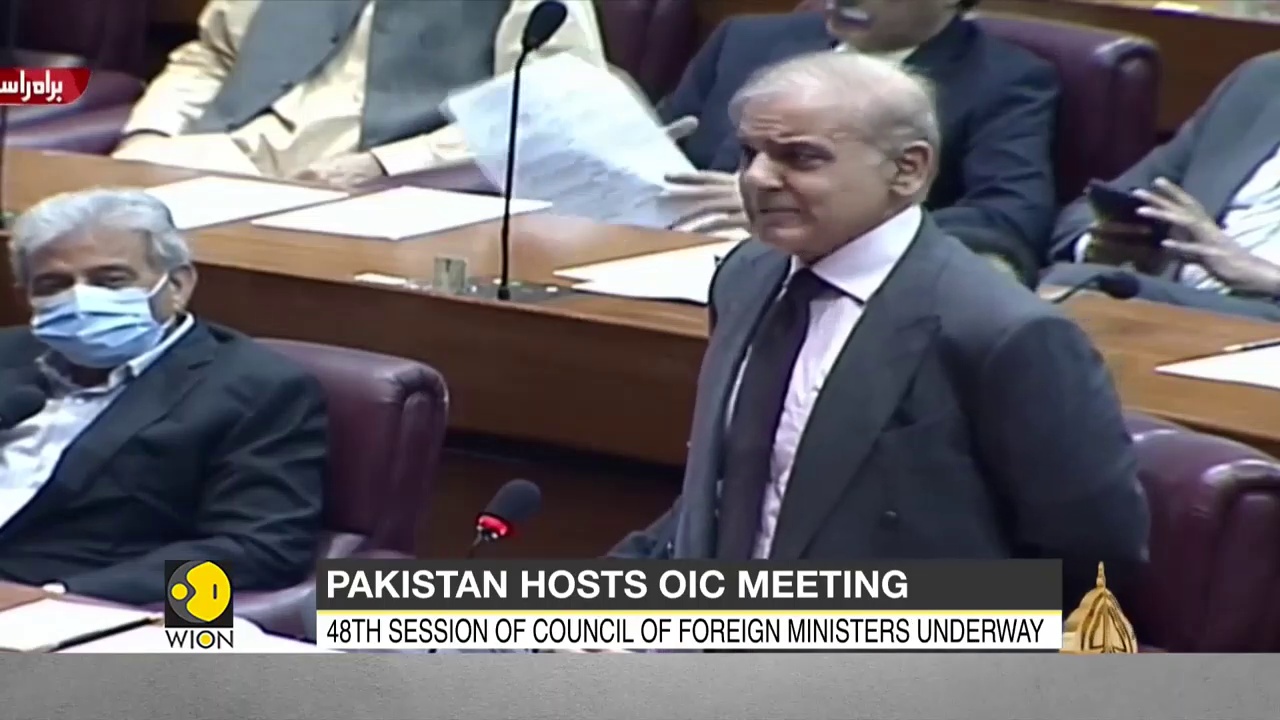 براہ راست
PAKISTAN HOSTS OIC MEETING
48TH SESSION OF COUNCIL OF FOREIGN MINISTERS UNDERWAY
WION